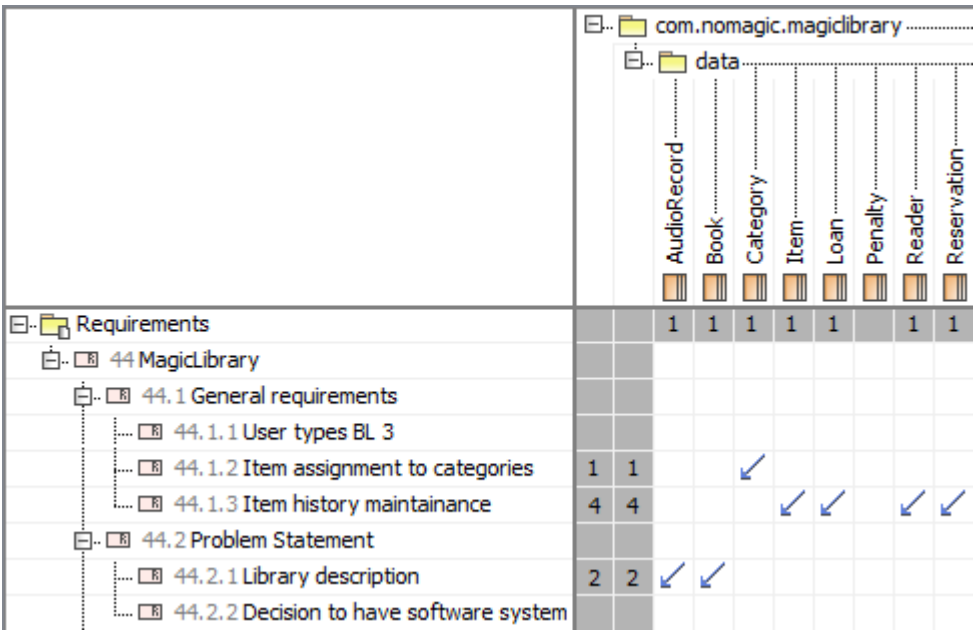 com.nomagic.magiclibrary
data
AudioRecord
Book
Category
Item
Loan
Penalty
Reader
Reservation
Requirements 1 1 1 1 1 1 1
44 MagicLibrary
44.1 General requirements
44.1.1 User types BL 3
44.1.2 Item assignment to categories 1 1
44.1.3 Item history maintainance 4 4
44.2 Problem Statement
44.2.1 Library description 2 2
44.2.2 Decision to have software system